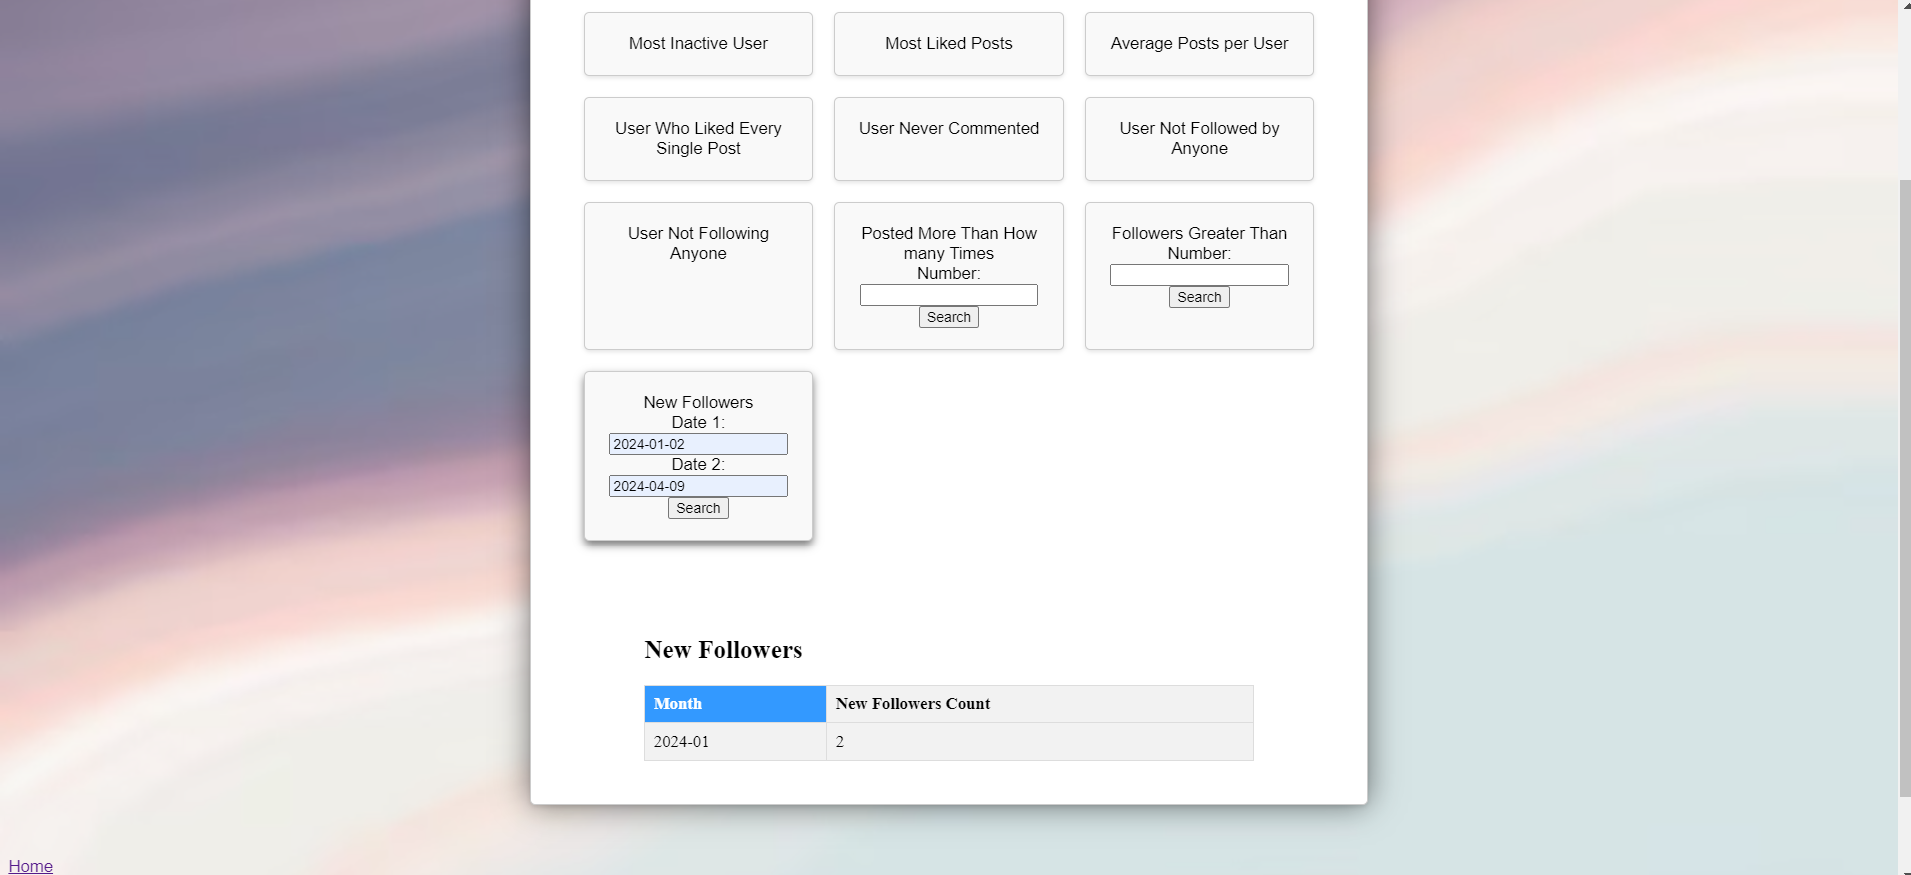 Most Inactive User
Most Liked Posts
Average Posts per User
User Who Liked Every
Single Post
User Never Commented
User Not Followed by
Anyone
User Not Following
Anyone
Posted More Than How
many Times
Number:
Search
Followers Greater Than
Number:
Search
New Followers
Date 1:
2024-01-02
Date 2:
2024-04-09
Search
New Followers
Month New Followers Count
2024-01 2
Home